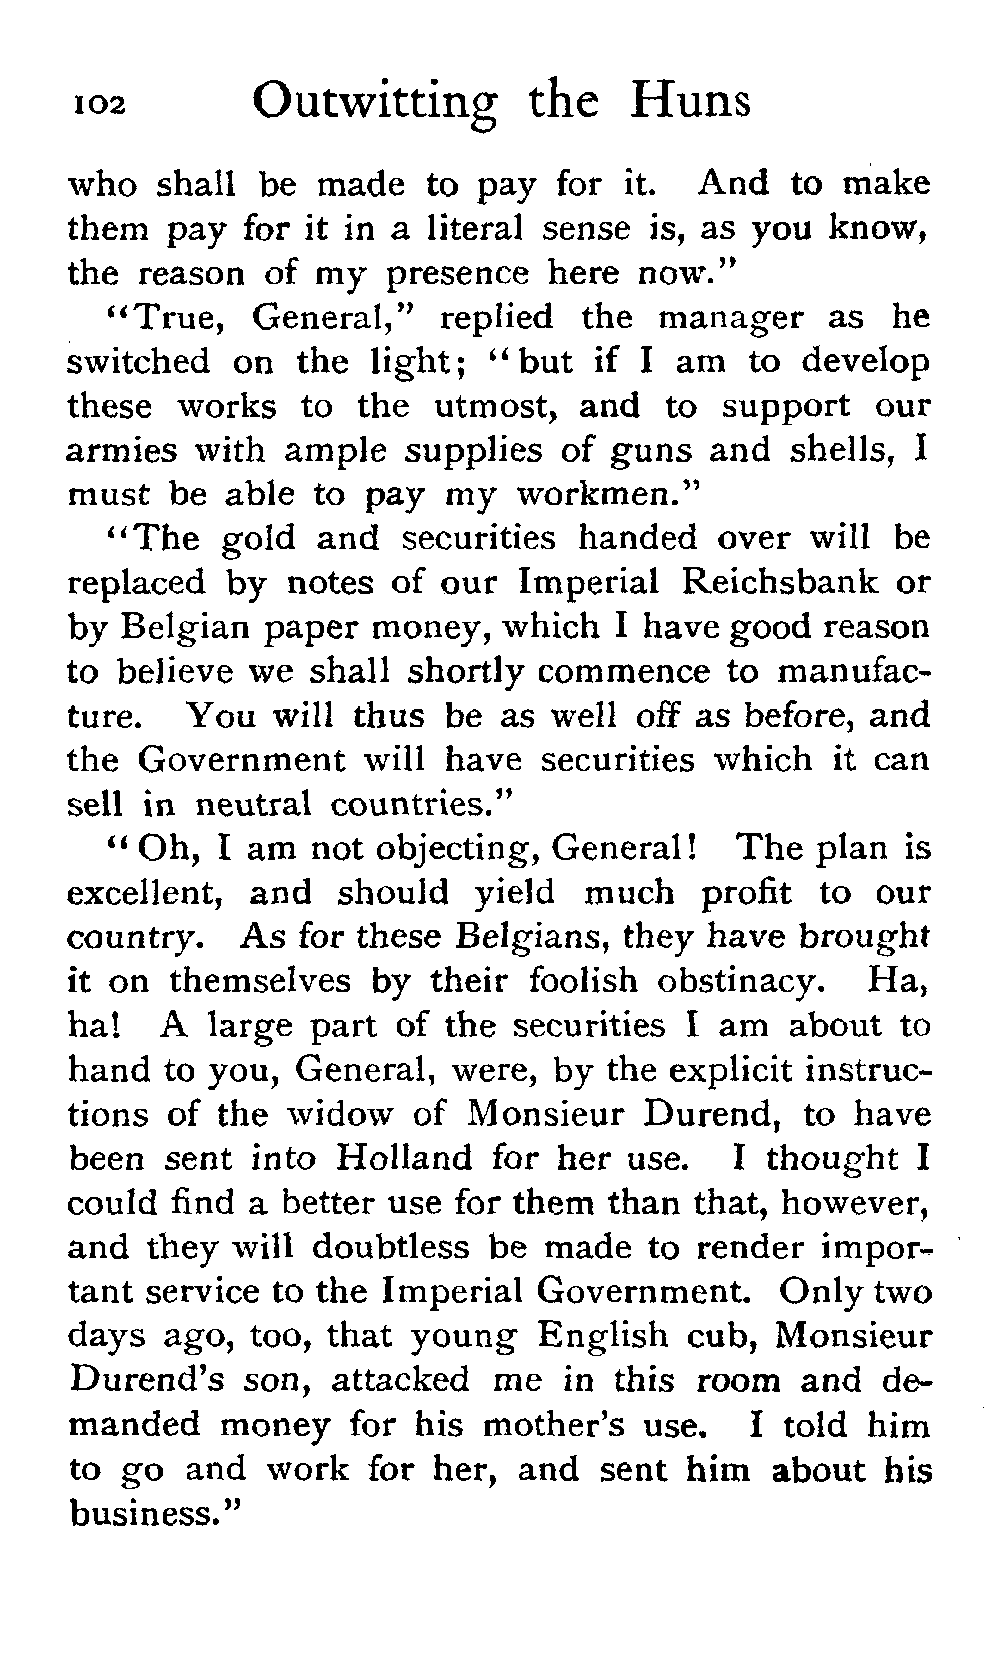 102 Outwitting the Huns
who shall be made to pay for it. And to make
them pay for it in a literal sense is, as you know,
the reason of my presence here now."
"True, General," replied the manager as he
switched on the light; "but if I am to develop
these works to the utmost, and to support our
armies with ample supplies of guns and shells, I
must be able to pay my workmen."
"The gold and securities handed over will be
replaced by notes of our Imperial Reichsbank or
by Belgian paper money, which I have good reason
to believe we shall shortly commence to manufac-
ture. You will thus be as well off as before, and
the Government will have securities which it can
sell in neutral countries."
"Oh, I am not objecting, General! The plan is
excellent, and should yield much profit to our
country. As for these Belgians, they have brought
it on themselves by their foolish obstinacy. Ha,
ha! A large part of the securities I am about to
hand to you, General, were, by the explicit instruc-
tions of the widow of Monsieur Durend, to have
been sent into Holland for her use. I thought I
could find a better use for them than that, however,
and they will doubtless be made to render impor-
tant service to the Imperial Government. Only two
days ago, too, that young English cub, Monsieur
Durend's son, attacked me in this room and de-
manded money for his mother's use. I told him
to go and work for her, and sent him about his
business."